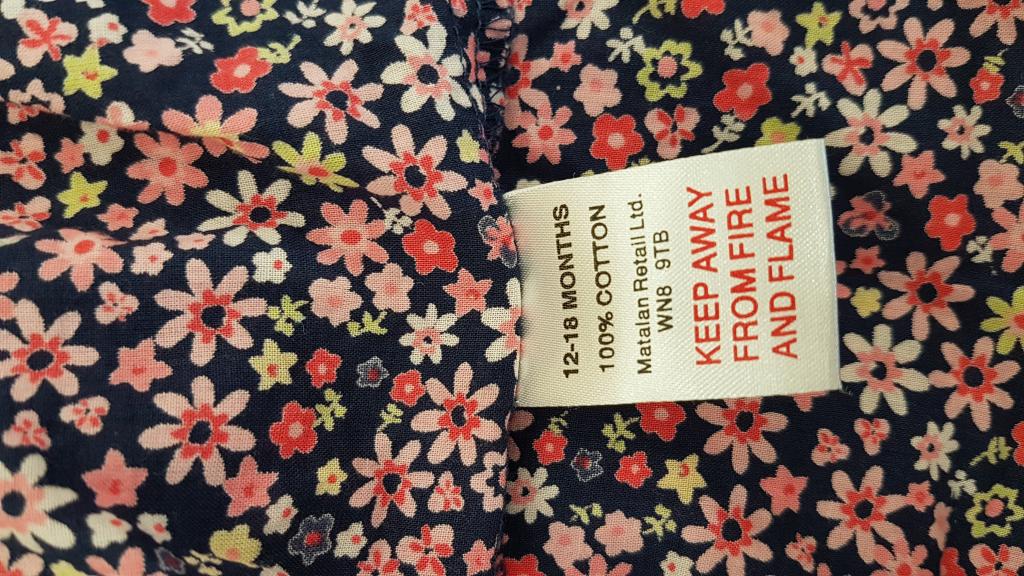 12-18 MONTHS
100% COTTON
Matalan Retail Ltd.
WN8 9TB
KEEP AWAY
FROM FIRE
AND FLAME